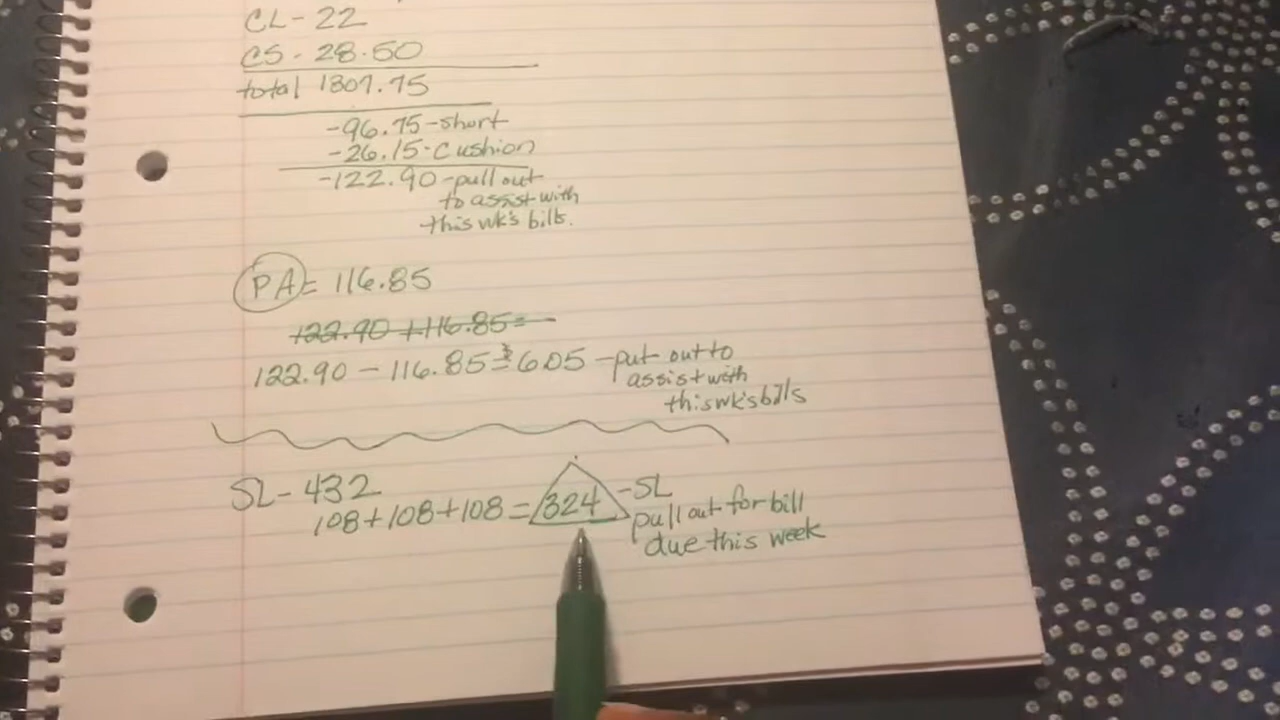 CL - 22
CS - 28.50
total 1807.75
-96.75 - short
-26.15 - Cushion
-122.90 - pull out
to assist with
this wk's bills.
PA = 116.85
122.90 + 116.85 =
122.90 - 116.85 = $6.05 - put out to
assist with
this wk's bills
SL - 432
108 + 108 + 108 = 324 - SL
pull out for bill
due this week